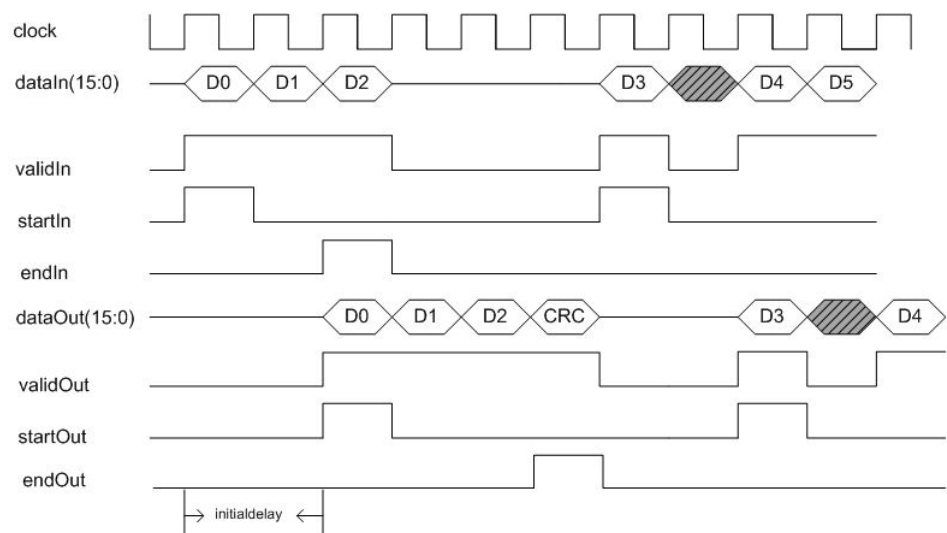 clock
dataIn(15:0)
D0 D1 D2 D3 D4 D5
validIn
startIn
endIn
dataOut(15:0)
D0 D1 D2 CRC D3 D4
validOut
startOut
endOut
initialdelay